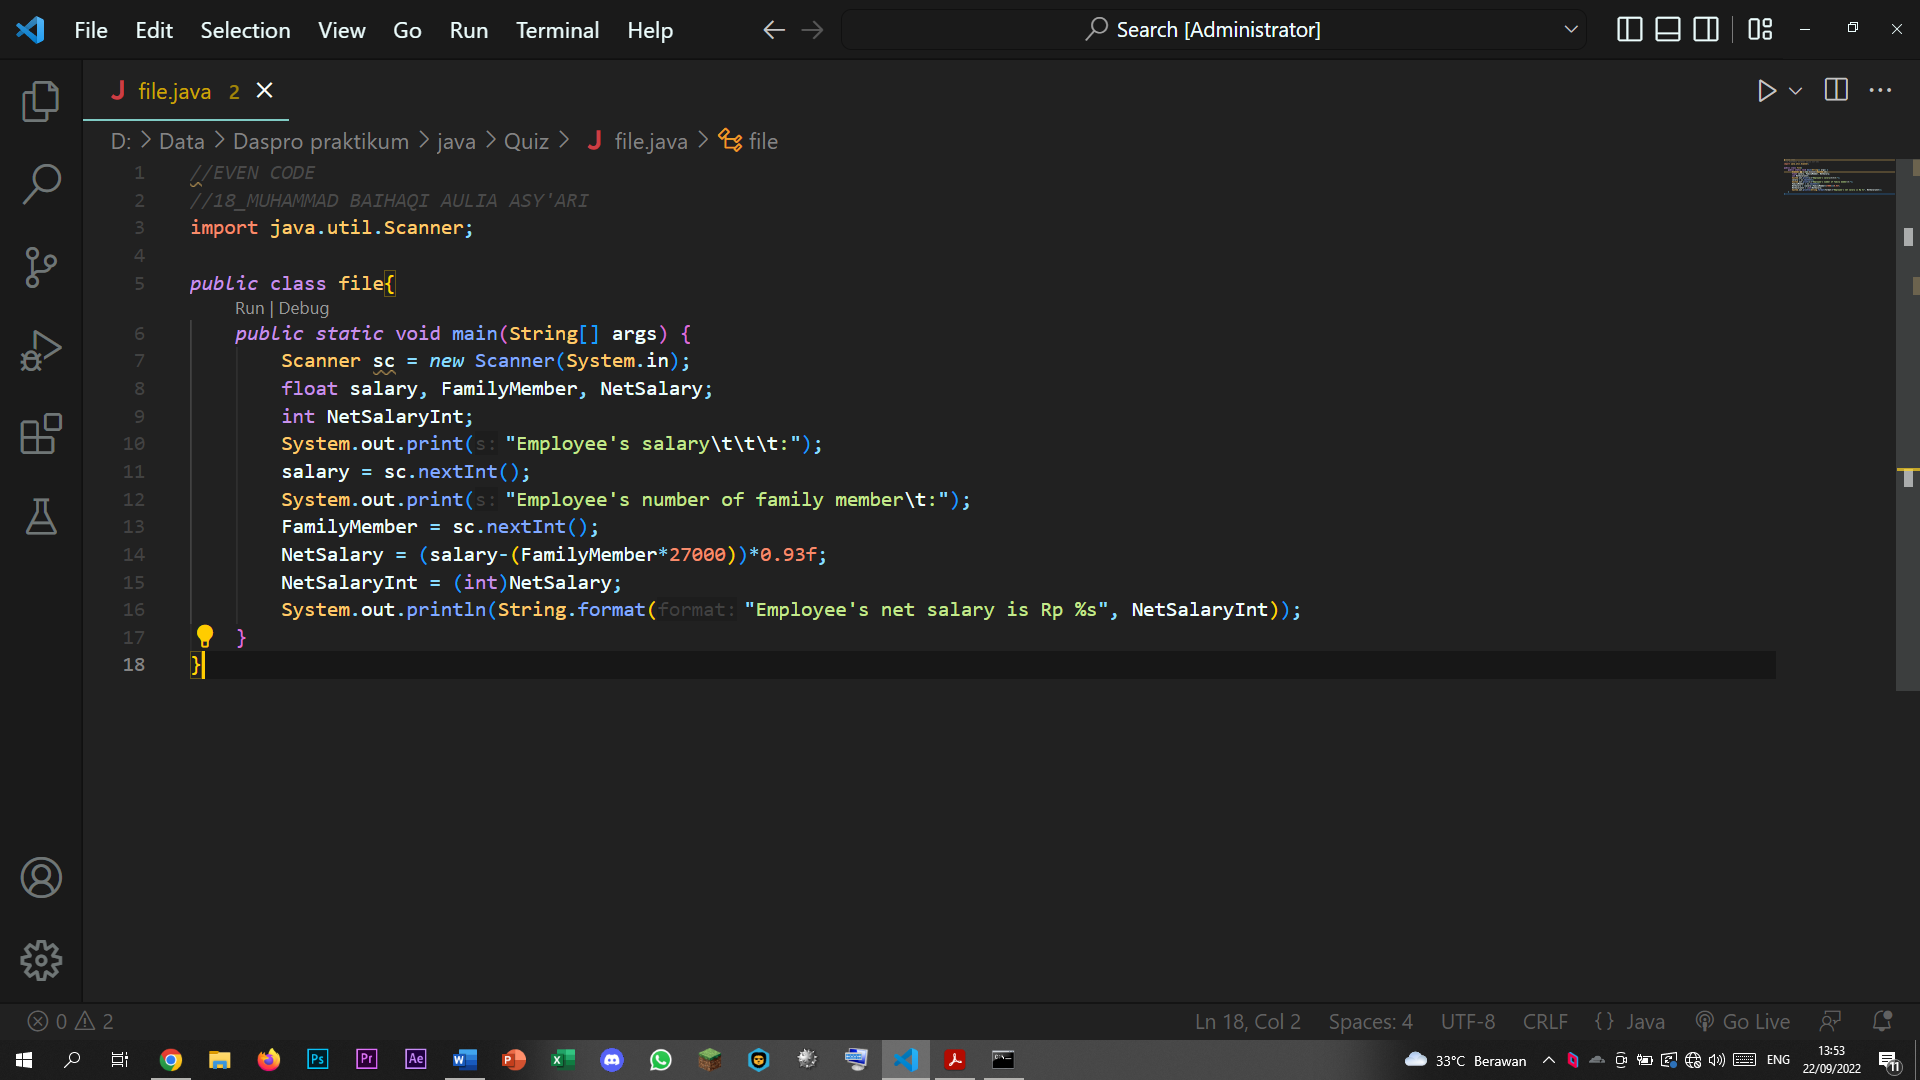 File Edit Selection View Go Run Terminal Help Search [Administrator]
file.java 2
D: > Data > Daspro praktikum > java > Quiz > file.java > file
1 //EVEN CODE
2 //18_MUHAMMAD BAIHAQI AULIA ASY'ARI
3 import java.util.Scanner;
4
5 public class file{
Run | Debug
6 public static void main(String[] args) {
7 Scanner sc = new Scanner(System.in);
8 float salary, FamilyMember, NetSalary;
9 int NetSalaryInt;
10 System.out.print(s: "Employee's salary\t\t\t:");
11 salary = sc.nextInt();
12 System.out.print(s: "Employee's number of family member\t:");
13 FamilyMember = sc.nextInt();
14 NetSalary = (salary-(FamilyMember*27000))*0.93f;
15 NetSalaryInt = (int)NetSalary;
16 System.out.println(String.format(format: "Employee's net salary is Rp %s", NetSalaryInt));
17 }
18 }
0 2 Ln 18, Col 2 Spaces: 4 UTF-8 CRLF {} Java Go Live
Ps Pr Ae 33°C Berawan ENG 13:53
22/09/2022 11